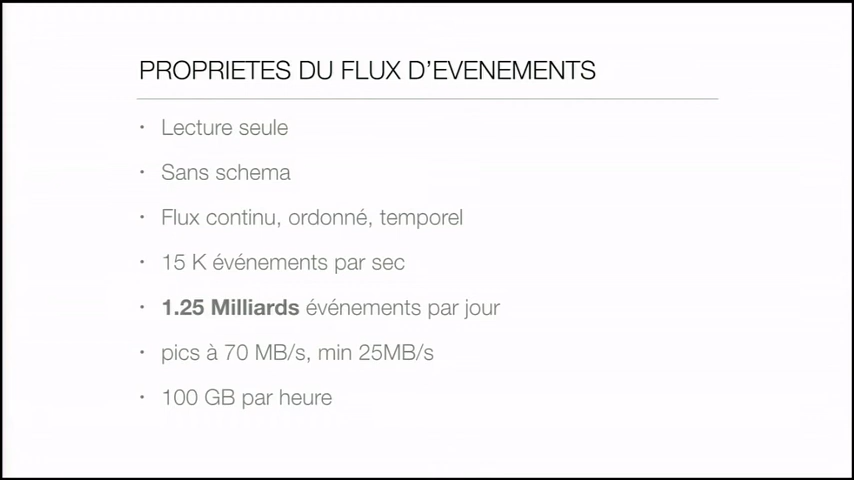 PROPRIETES DU FLUX D’EVENEMENTS
• Lecture seule
• Sans schema
• Flux continu, ordonné, temporel
• 15 K événements par sec
• 1.25 Milliards événements par jour
• pics à 70 MB/s, min 25MB/s
• 100 GB par heure